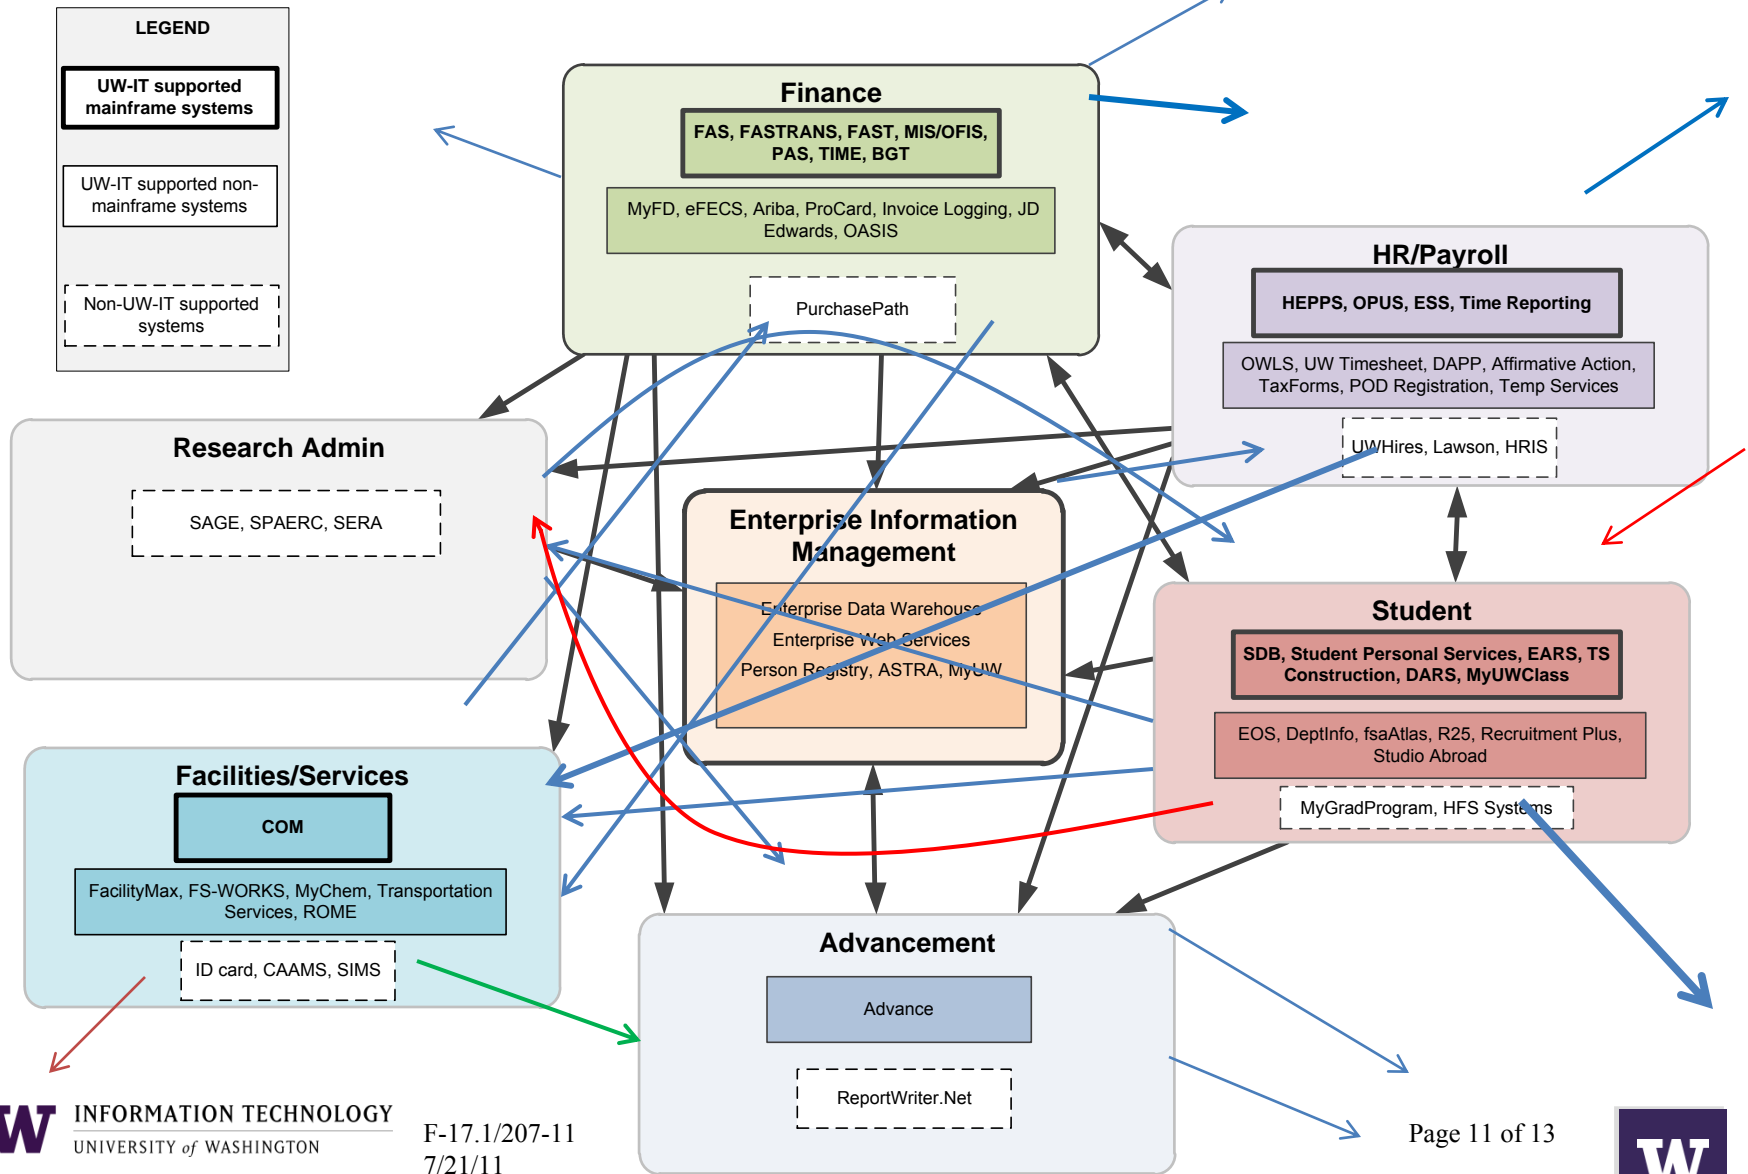 LEGEND
UW-IT supported
mainframe systems
UW-IT supported non-
mainframe systems
Non-UW-IT supported
systems
Finance
FAS, FASTRANS, FAST, MIS/OFIS,
PAS, TIME, BGT
MyFD, eFECS, Ariba, ProCard, Invoice Logging, JD
Edwards, OASIS
PurchasePath
HR/Payroll
HEPPS, OPUS, ESS, Time Reporting
OWLS, UW Timesheet, DAPP, Affirmative Action,
TaxForms, POD Registration, Temp Services
UWHires, Lawson, HRIS
Research Admin
SAGE, SPAERC, SERA
Enterprise Information
Management
Enterprise Data Warehouse
Enterprise Web Services
Person Registry, ASTRA, MyUW
Student
SDB, Student Personal Services, EARS, TS
Construction, DARS, MyUWClass
EOS, DeptInfo, fsaAtlas, R25, Recruitment Plus,
Studio Abroad
MyGradProgram, HFS Systems
Facilities/Services
COM
FacilityMax, FS-WORKS, MyChem, Transportation
Services, ROME
ID card, CAAMS, SIMS
Advancement
Advance
ReportWriter.Net
W
INFORMATION TECHNOLOGY
UNIVERSITY of WASHINGTON
F-17.1/207-11
7/21/11
Page 11 of 13
W